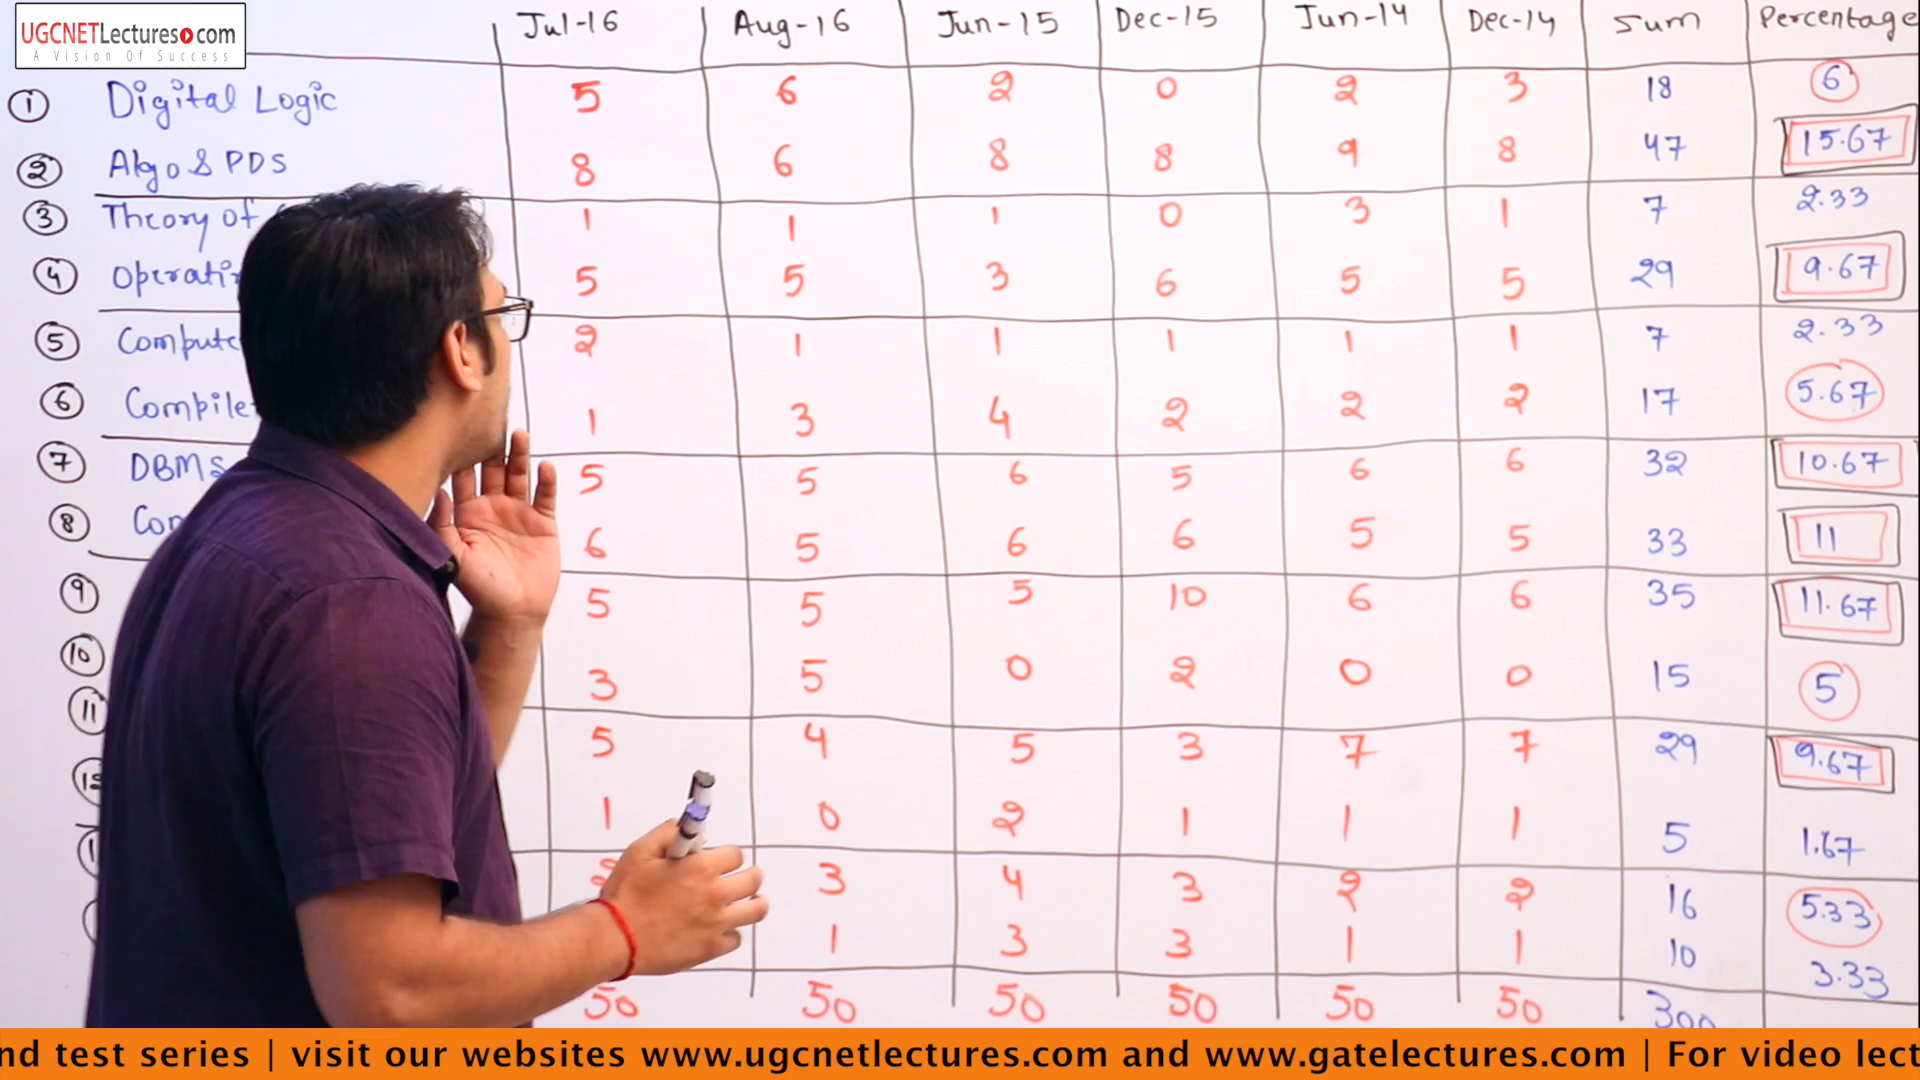 UGCNETLectures.com
A Vision Of Success
Jul-16 Aug-16 Jun-15 Dec-15 Jun-14 Dec-14 Sum Percentage
1 Digital Logic 5 6 2 0 2 3 18 6
2 Algo & PDS 8 6 8 8 9 8 47 15.67
3 Theory of 1 1 1 0 3 1 7 2.33
4 Operati 5 5 3 6 5 5 29 9.67
5 Compute 2 1 1 1 1 1 7 2.33
6 Compile 1 3 4 2 2 2 17 5.67
7 DBMS 5 5 6 5 6 6 32 10.67
8 Com 6 5 6 6 5 5 33 11
9 5 5 5 10 6 6 35 11.67
10 3 5 0 2 0 0 15 5
11 5 4 5 3 7 7 29 9.67
1 0 2 1 1 1 5 1.67
3 4 3 2 2 16 5.33
1 3 3 1 1 10 3.33
50 50 50 50 50 50 300
nd test series | visit our websites www.ugcnetlectures.com and www.gatelectures.com | For video lect